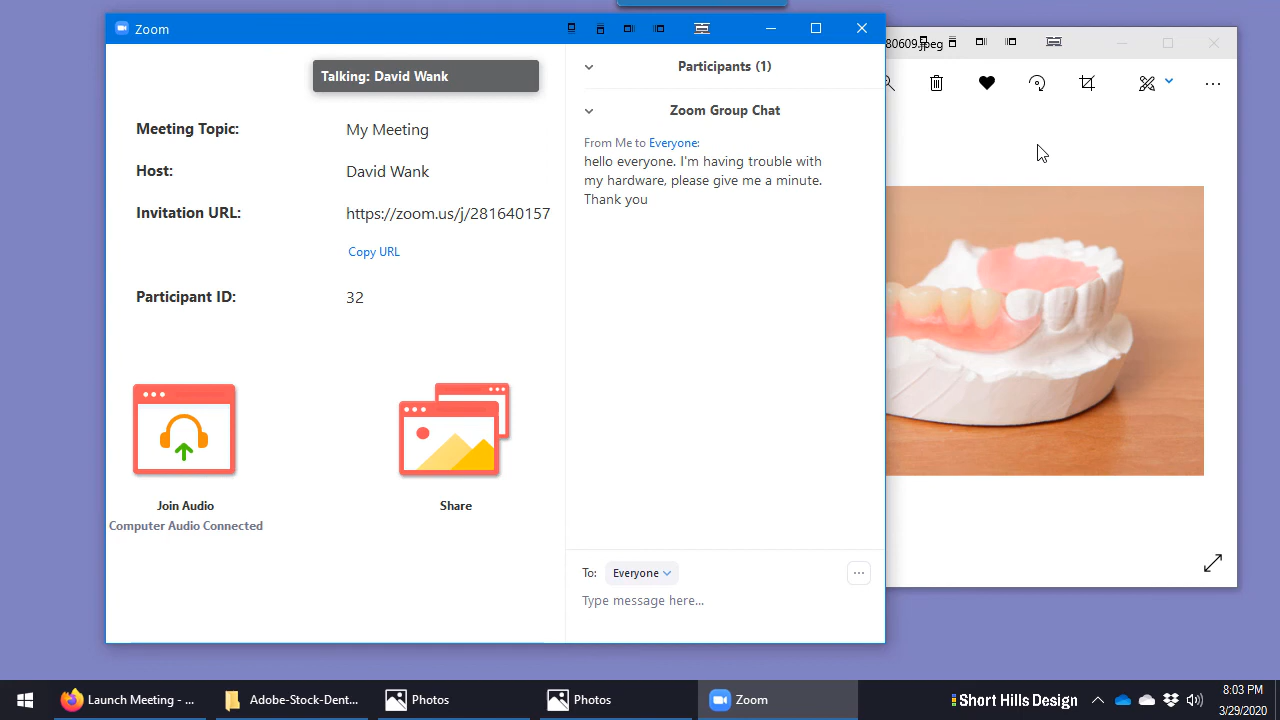 Zoom
80609.jpeg
Talking: David Wank
Meeting Topic:
My Meeting
Host:
David Wank
Invitation URL:
https://zoom.us/j/281640157
Copy URL
Participant ID:
32
Join Audio
Computer Audio Connected
Share
Participants (1)
Zoom Group Chat
From Me to Everyone:
hello everyone. I'm having trouble with
my hardware, please give me a minute.
Thank you
To:
Everyone
Type message here...
Launch Meeting - ...
Adobe-Stock-Dent...
Photos
Photos
Zoom
Short Hills Design
8:03 PM
3/29/2020